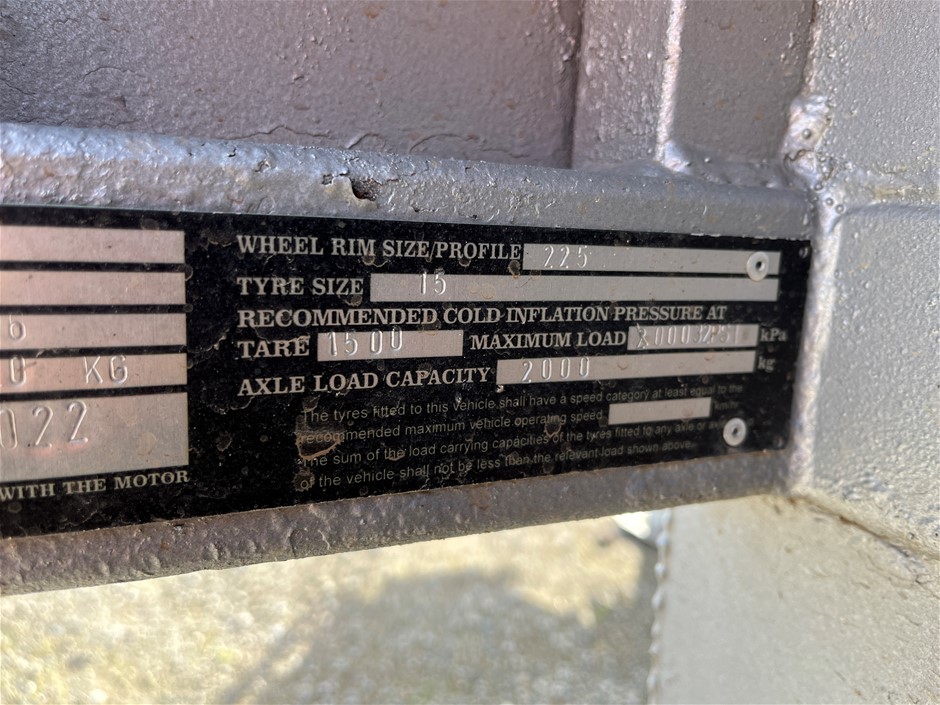 WHEEL RIM SIZE/PROFILE 225
TYRE SIZE 15
6
RECOMMENDED COLD INFLATION PRESSURE AT
0 KG
TARE 1500 MAXIMUM LOAD kPa
022
AXLE LOAD CAPACITY 2000 kg
The tyres fitted to this vehicle shall have a speed category at least equal to the
recommended maximum vehicle operating speed km/hr.
The sum of the load carrying capacities of the tyres fitted to any axle or axle
of the vehicle shall not be less than the relevant load shown above.
WITH THE MOTOR